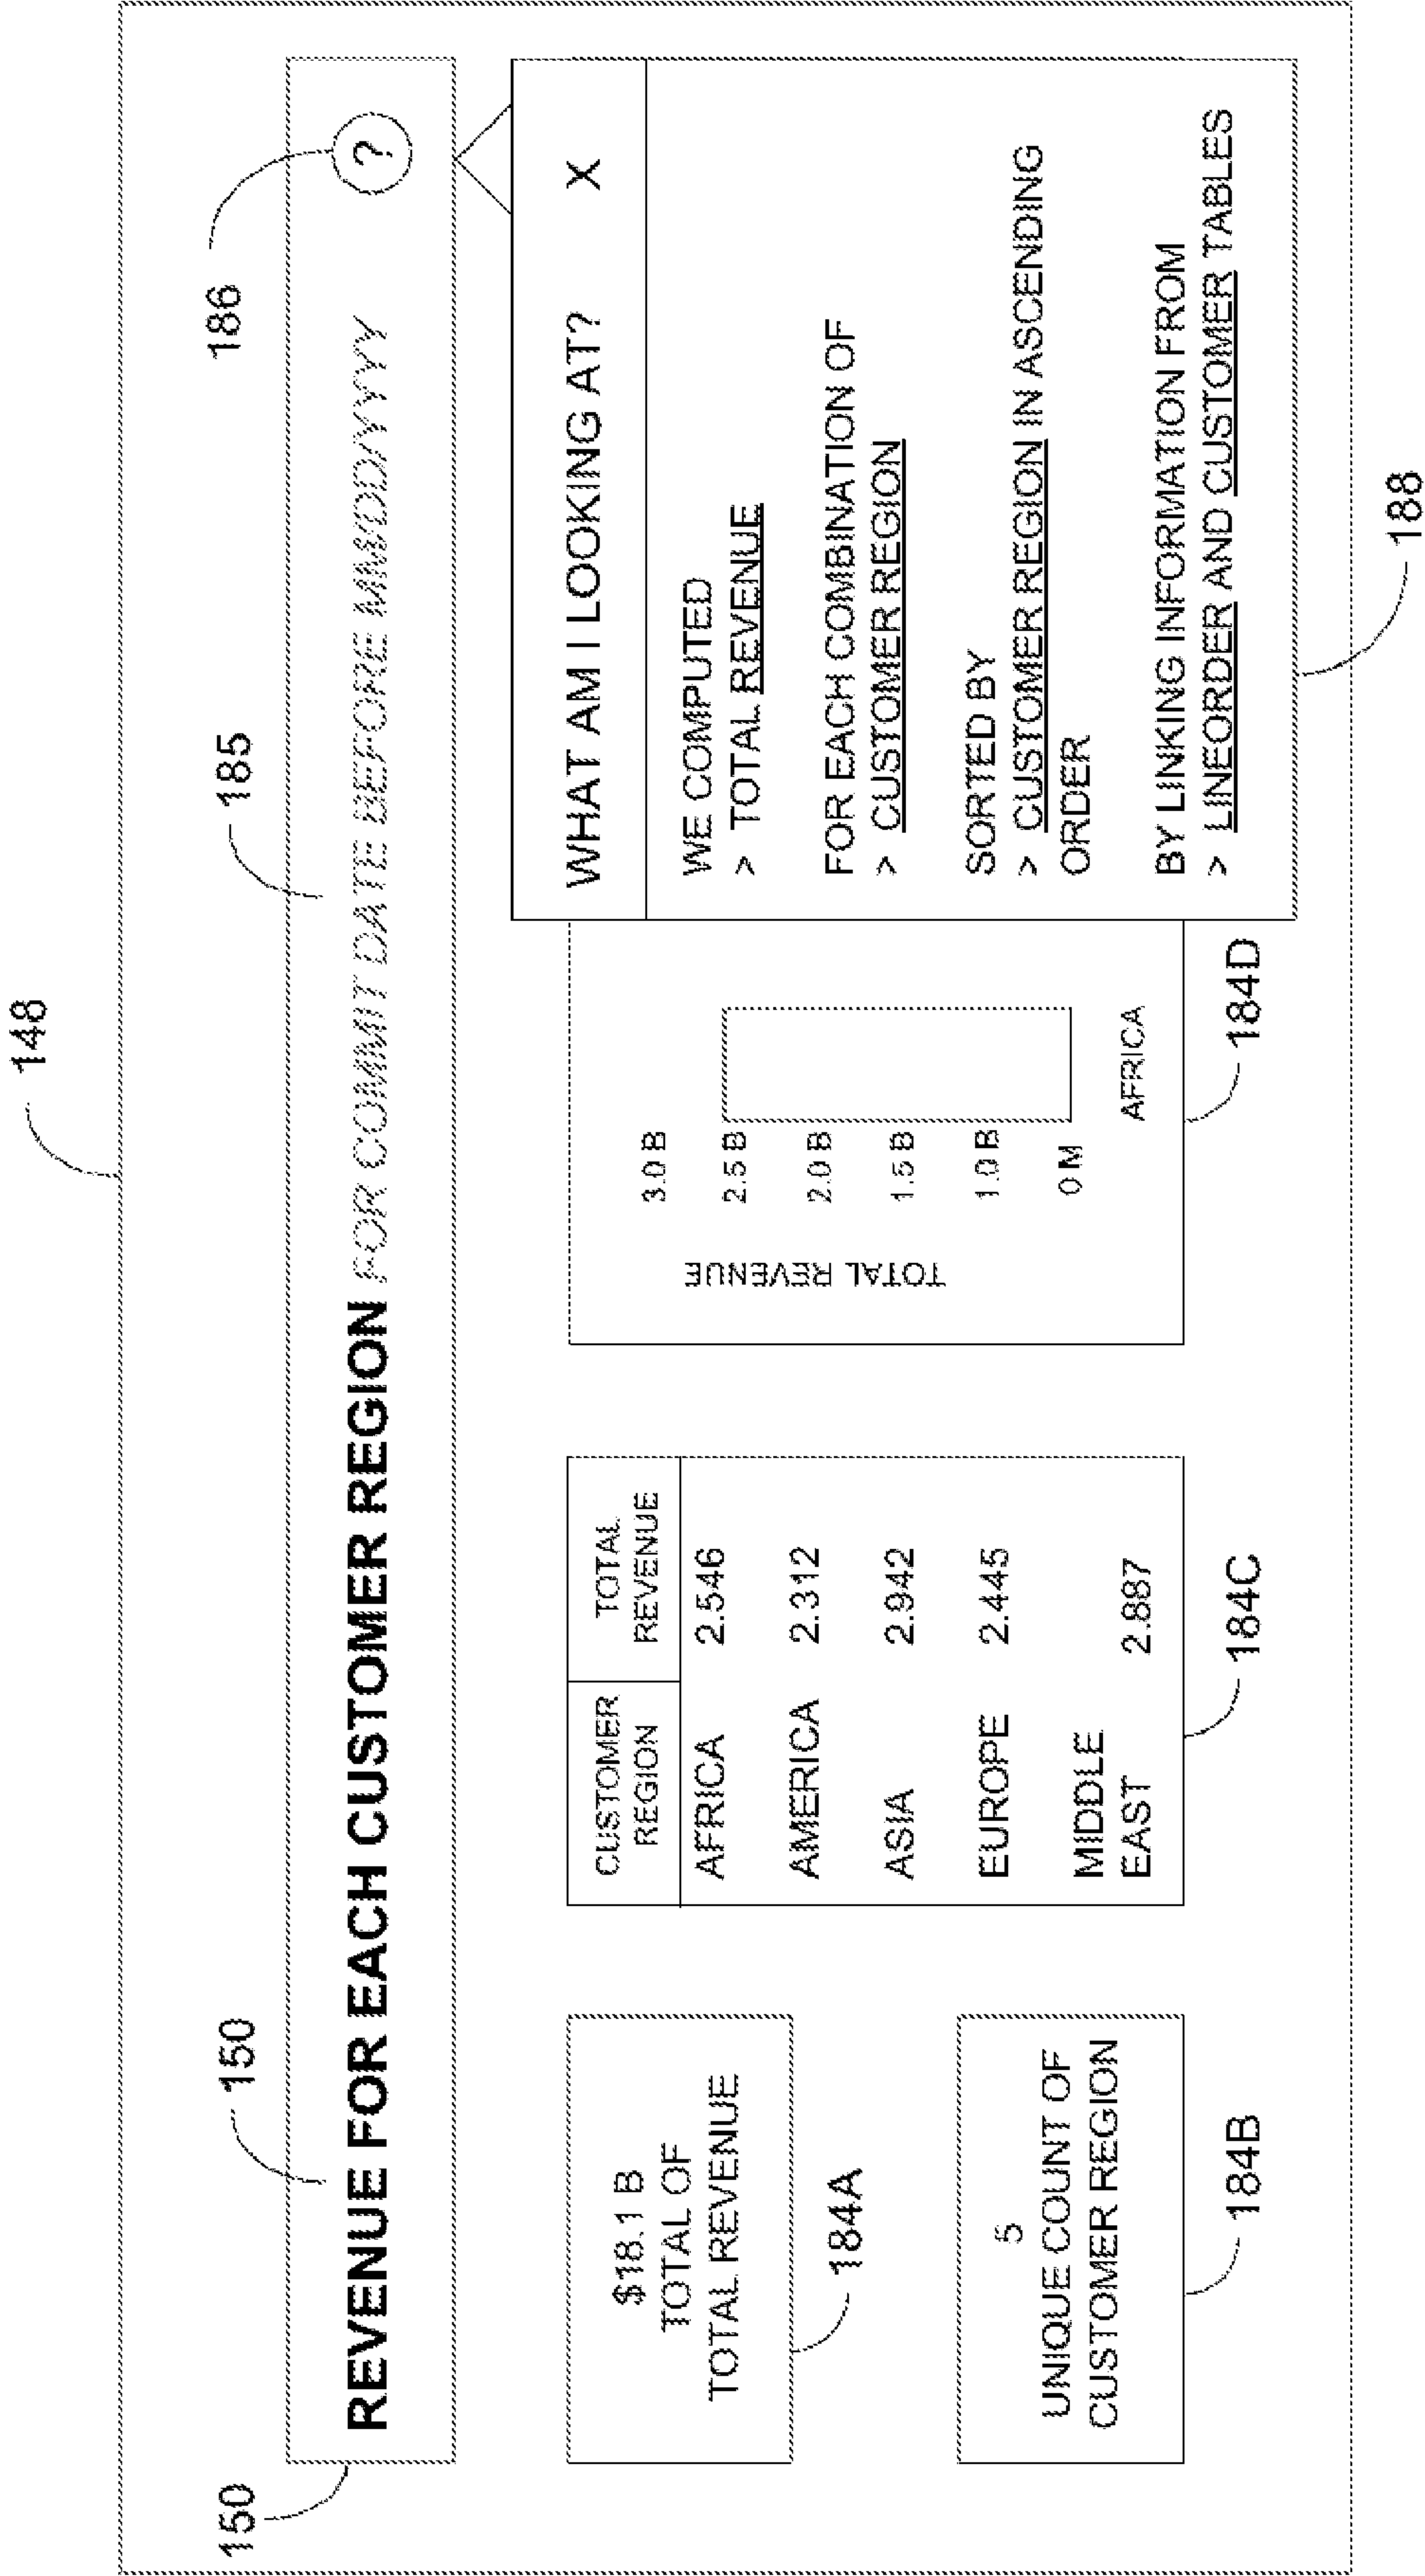 148
150
150
185
186
REVENUE FOR EACH CUSTOMER REGION FOR COMMIT DATE BEFORE MM/DD/YYYY
?
$18.1 B
TOTAL OF
TOTAL REVENUE
184A
5
UNIQUE COUNT OF
CUSTOMER REGION
184B
CUSTOMER REGION
TOTAL REVENUE
AFRICA 2.546
AMERICA 2.312
ASIA 2.942
EUROPE 2.445
MIDDLE
EAST 2.887
184C
TOTAL REVENUE
3.0 B
2.5 B
2.0 B
1.5 B
1.0 B
0 M
AFRICA
184D
WHAT AM I LOOKING AT? X
WE COMPUTED
> TOTAL REVENUE
FOR EACH COMBINATION OF
> CUSTOMER REGION
SORTED BY
> CUSTOMER REGION IN ASCENDING
ORDER
BY LINKING INFORMATION FROM
> LINEORDER AND CUSTOMER TABLES
188